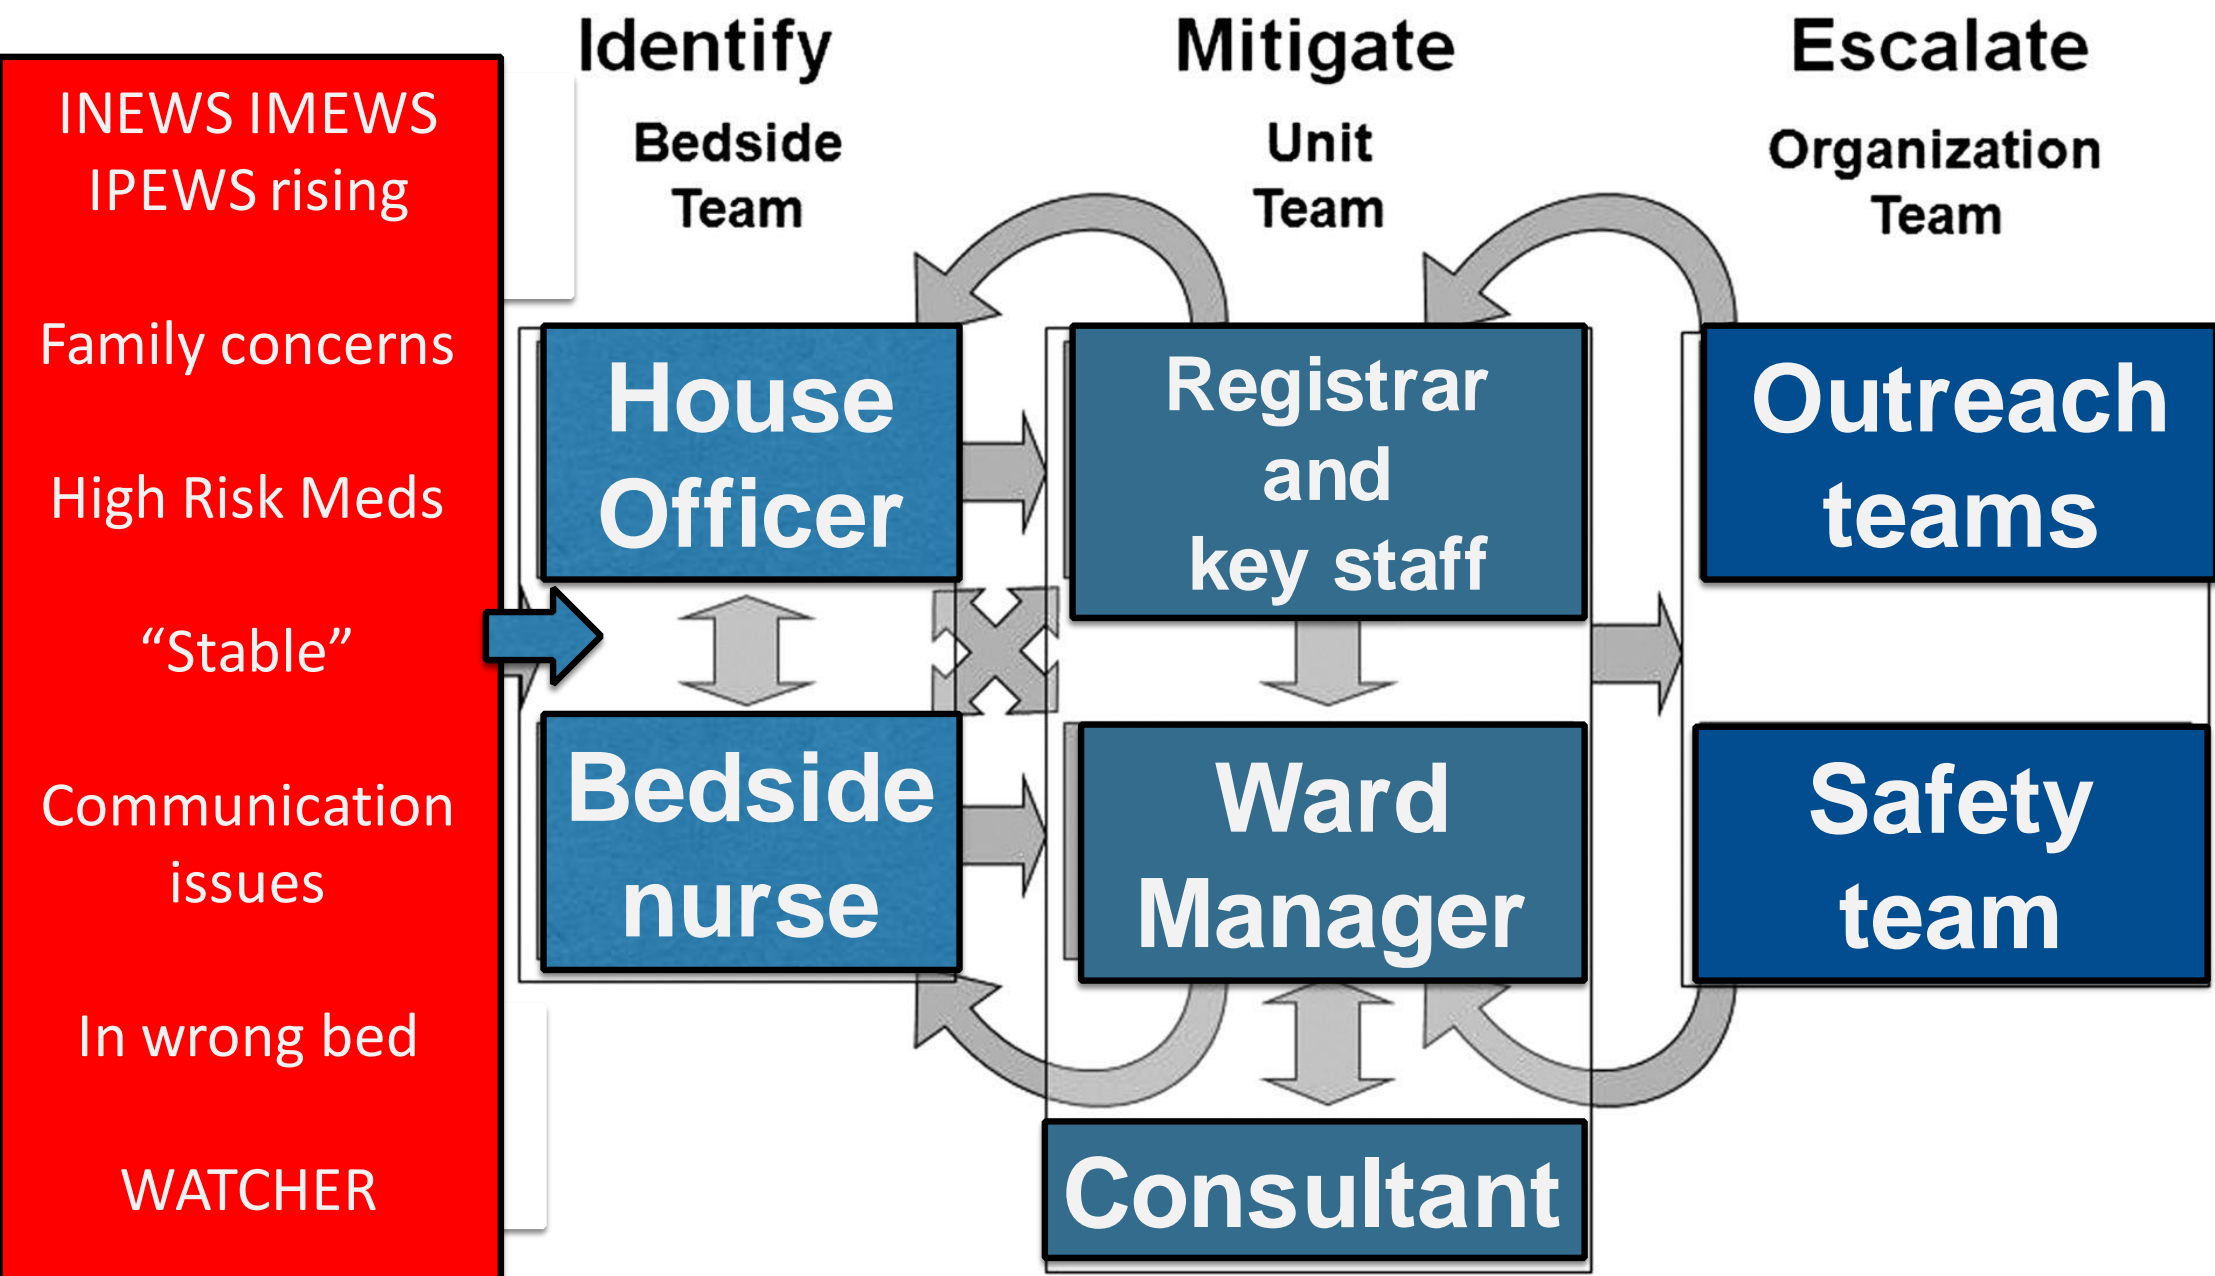 Identify
Bedside
Team
Mitigate
Unit
Team
Escalate
Organization
Team
INEWS IMEWS
IPEWS rising
Family concerns
High Risk Meds
“Stable”
Communication
issues
In wrong bed
WATCHER
House
Officer
Bedside
nurse
Registrar
and
key staff
Ward
Manager
Consultant
Outreach
teams
Safety
team